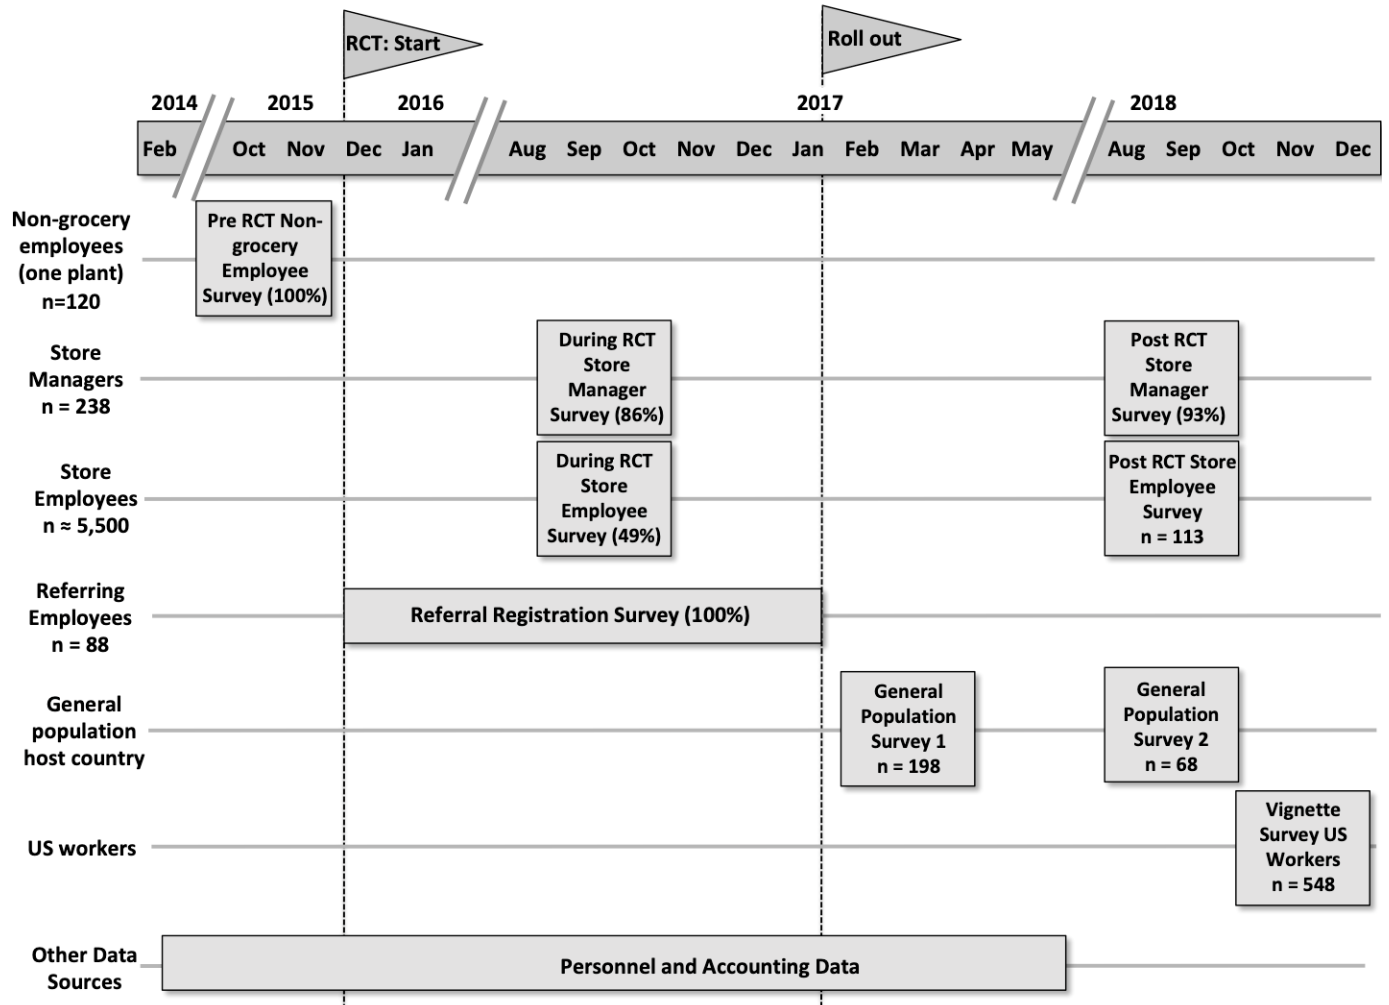 RCT: Start
Roll out
2014 2015 2016 2017 2018
Feb Oct Nov Dec Jan Aug Sep Oct Nov Dec Jan Feb Mar Apr May Aug Sep Oct Nov Dec
Non-grocery
employees
(one plant)
n=120
Pre RCT Non-
grocery
Employee
Survey (100%)
Store
Managers
n = 238
During RCT
Store
Manager
Survey (86%)
Post RCT
Store
Manager
Survey (93%)
Store
Employees
n ≈ 5,500
During RCT
Store
Employee
Survey (49%)
Post RCT Store
Employee
Survey
n = 113
Referring
Employees
n = 88
Referral Registration Survey (100%)
General
population
host country
General
Population
Survey 1
n = 198
General
Population
Survey 2
n = 68
US workers
Vignette
Survey US
Workers
n = 548
Other Data
Sources
Personnel and Accounting Data